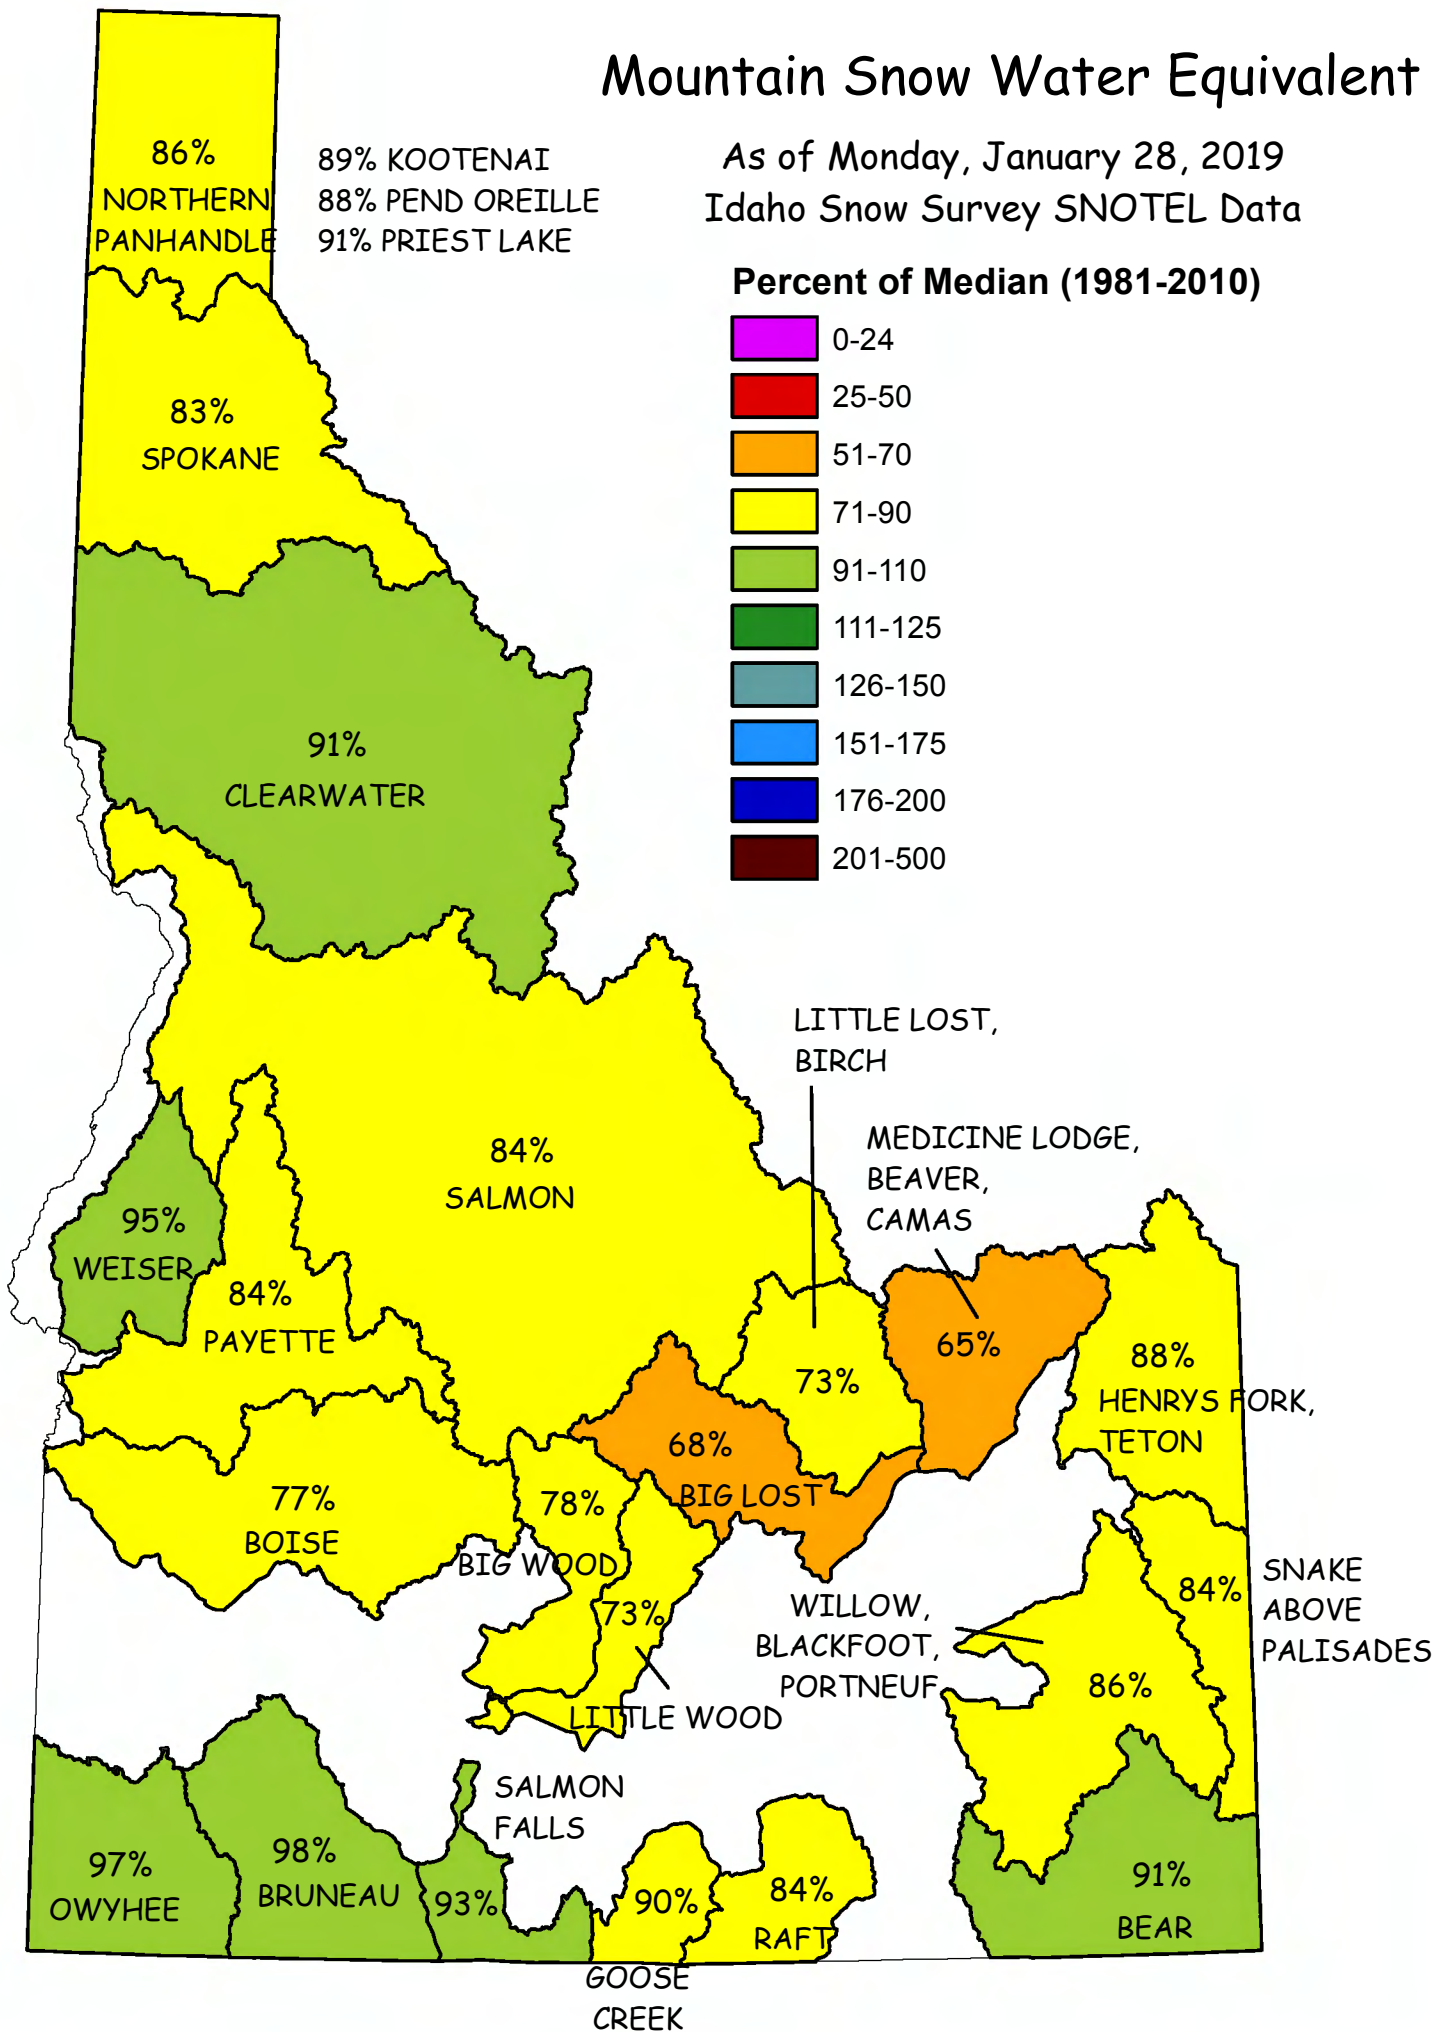 Mountain Snow Water Equivalent
As of Monday, January 28, 2019
Idaho Snow Survey SNOTEL Data
Percent of Median (1981-2010)
0-24
25-50
51-70
71-90
91-110
111-125
126-150
151-175
176-200
201-500
86%
NORTHERN
PANHANDLE
89% KOOTENAI
88% PEND OREILLE
91% PRIEST LAKE
83%
SPOKANE
91%
CLEARWATER
84%
SALMON
LITTLE LOST,
BIRCH
73%
MEDICINE LODGE,
BEAVER,
CAMAS
65%
95%
WEISER
84%
PAYETTE
88%
HENRYS FORK,
TETON
68%
BIG LOST
77%
BOISE
78%
BIG WOOD
73%
LITTLE WOOD
84%
SNAKE
ABOVE
PALISADES
WILLOW,
BLACKFOOT,
PORTNEUF
86%
97%
OWYHEE
98%
BRUNEAU
SALMON
FALLS
93%
90%
GOOSE
CREEK
84%
RAFT
91%
BEAR